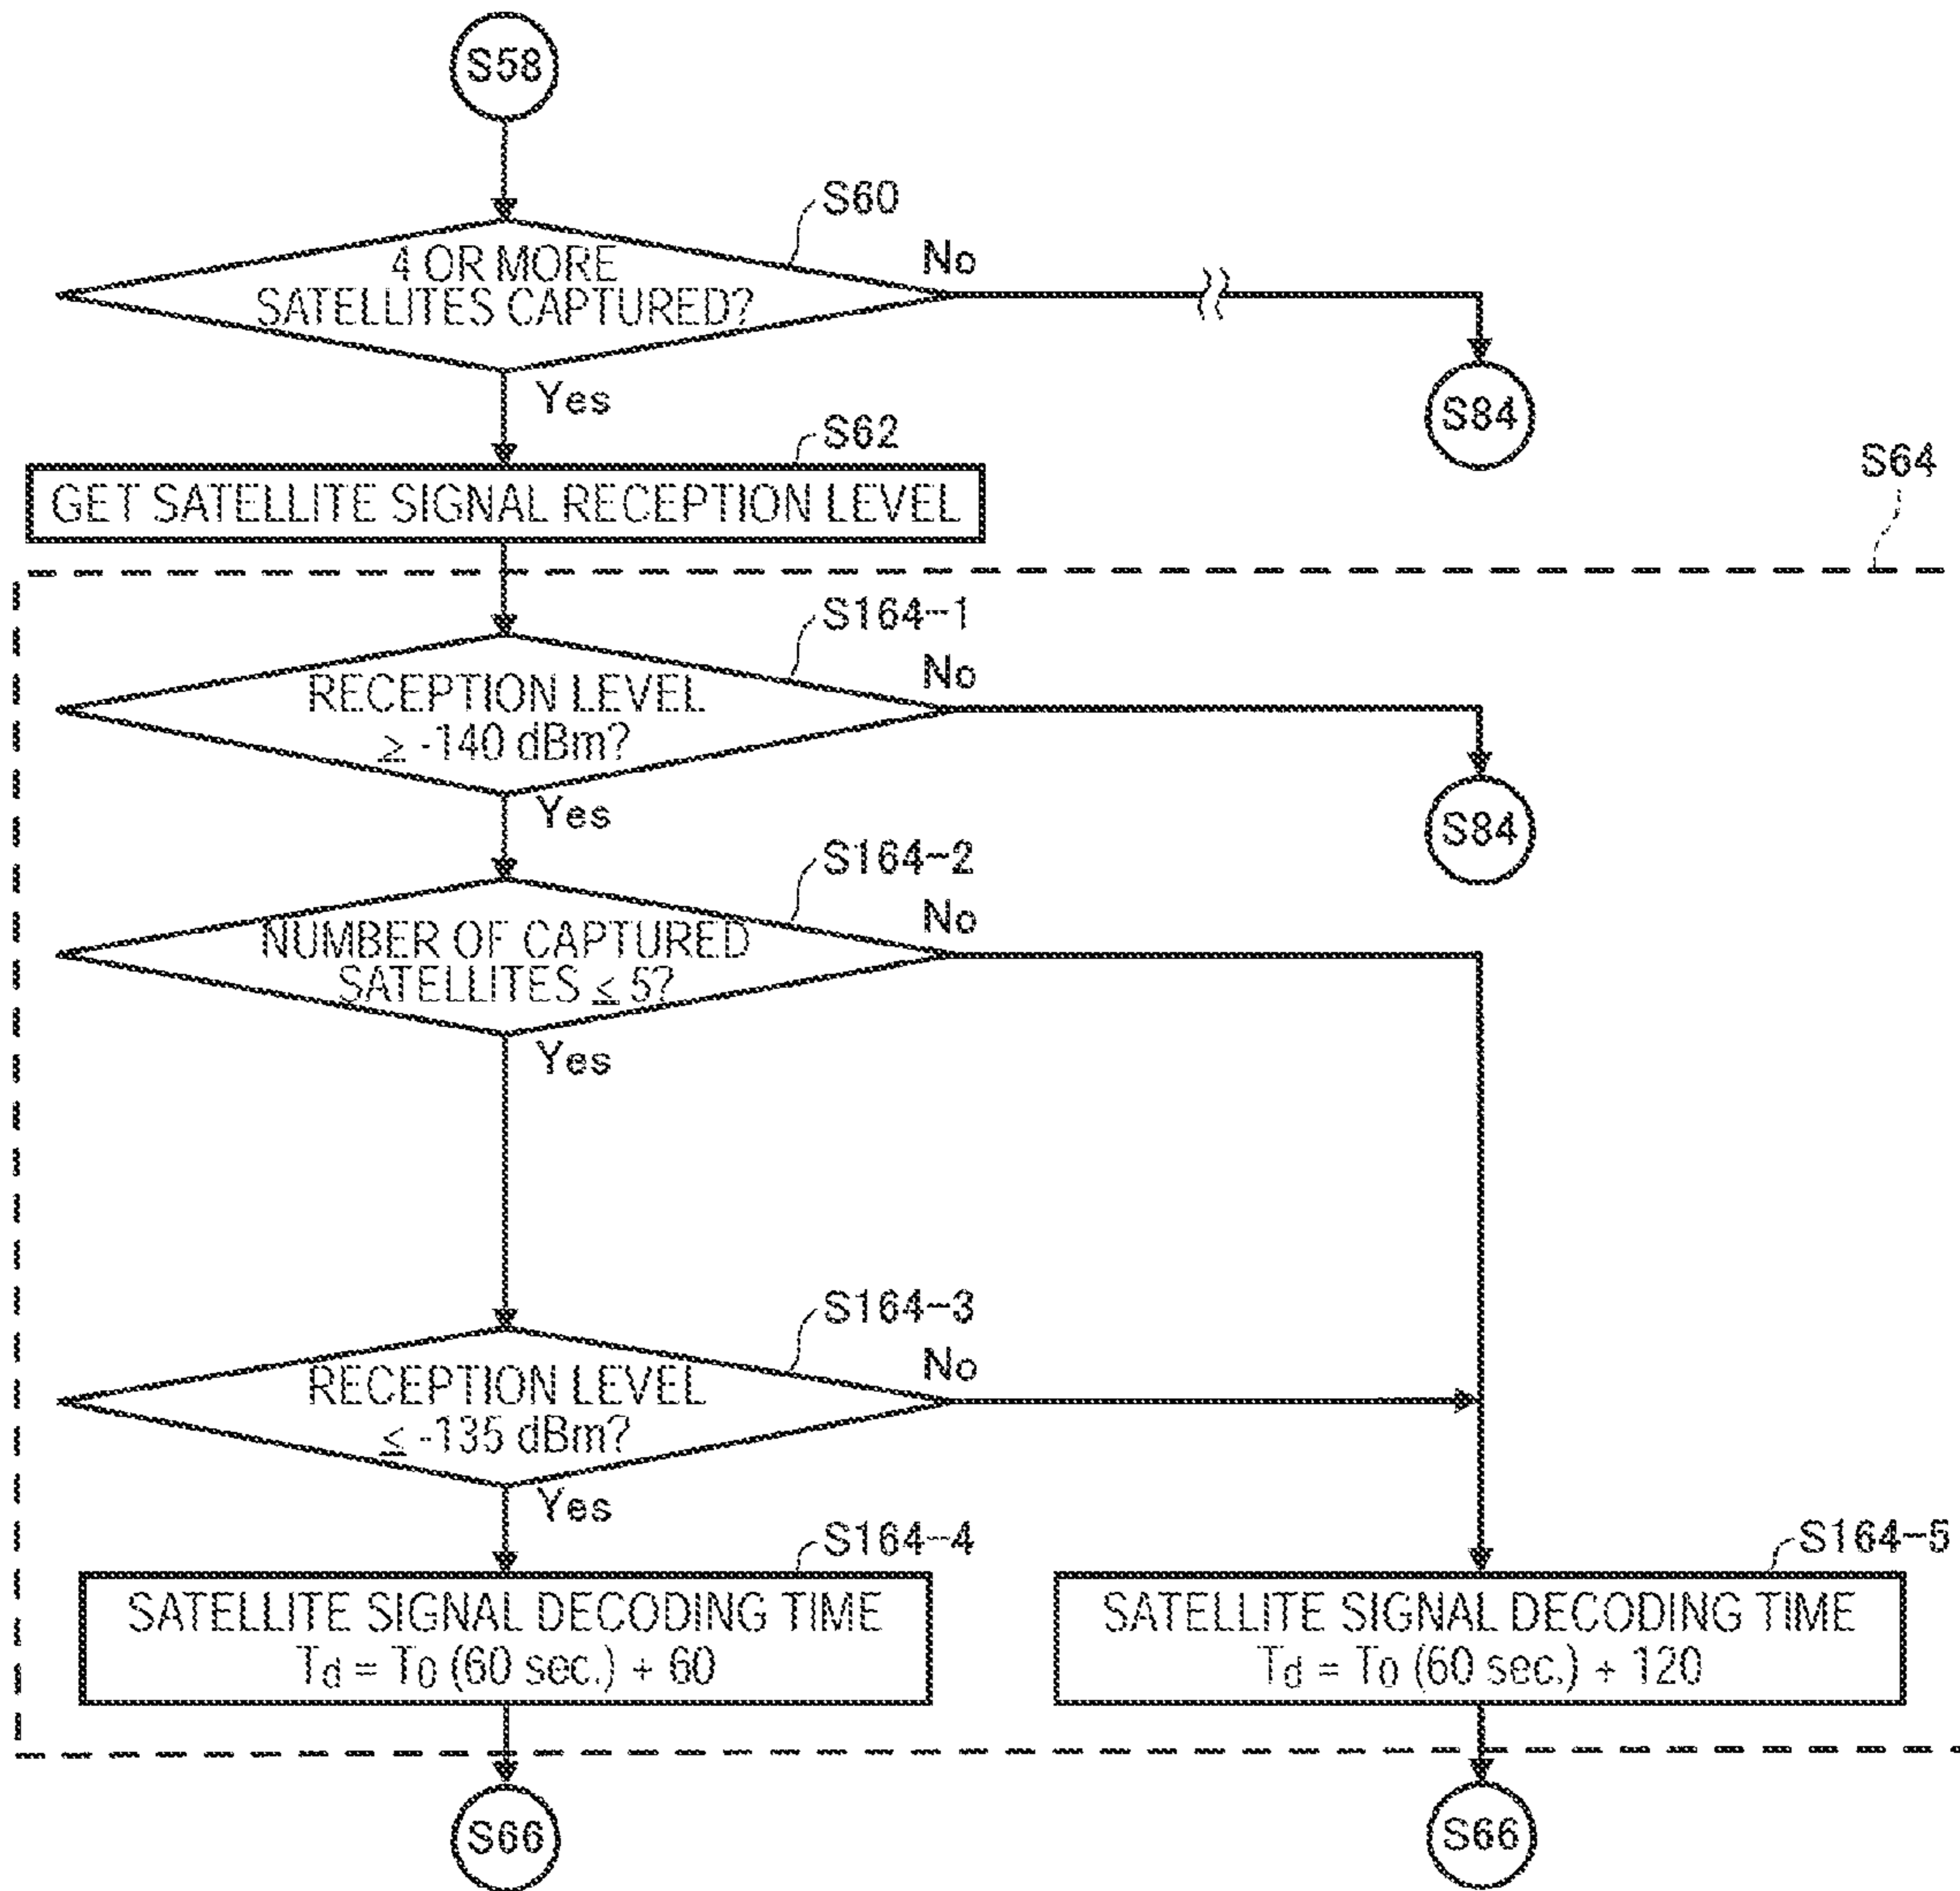 S58
S60
4 OR MORE
SATELLITES CAPTURED?
No
Yes
S84
S62
GET SATELLITE SIGNAL RECEPTION LEVEL
S64
S164-1
RECEPTION LEVEL
≥ -140 dBm?
No
Yes
S84
S164-2
NUMBER OF CAPTURED
SATELLITES ≤ 5?
No
Yes
S164-3
RECEPTION LEVEL
≤ -135 dBm?
No
Yes
S164-4
SATELLITE SIGNAL DECODING TIME
Td = T0 (60 sec.) + 60
S164-5
SATELLITE SIGNAL DECODING TIME
Td = T0 (60 sec.) + 120
S66
S66